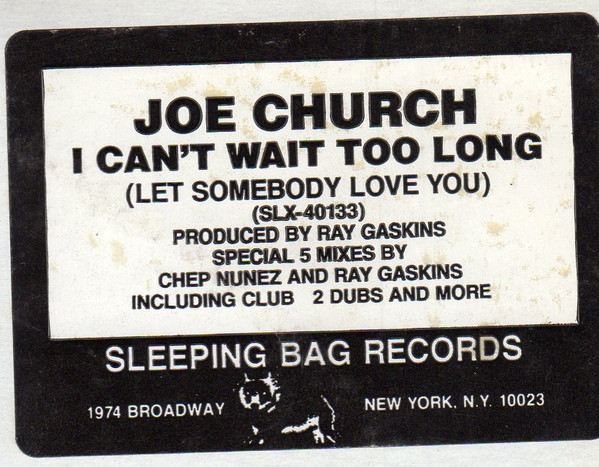 JOE CHURCH
I CAN'T WAIT TOO LONG
(LET SOMEBODY LOVE YOU)
(SLX-40133)
PRODUCED BY RAY GASKINS
SPECIAL 5 MIXES BY
CHEP NUNEZ AND RAY GASKINS
INCLUDING CLUB 2 DUBS AND MORE
SLEEPING BAG RECORDS
1974 BROADWAY NEW YORK, N.Y. 10023